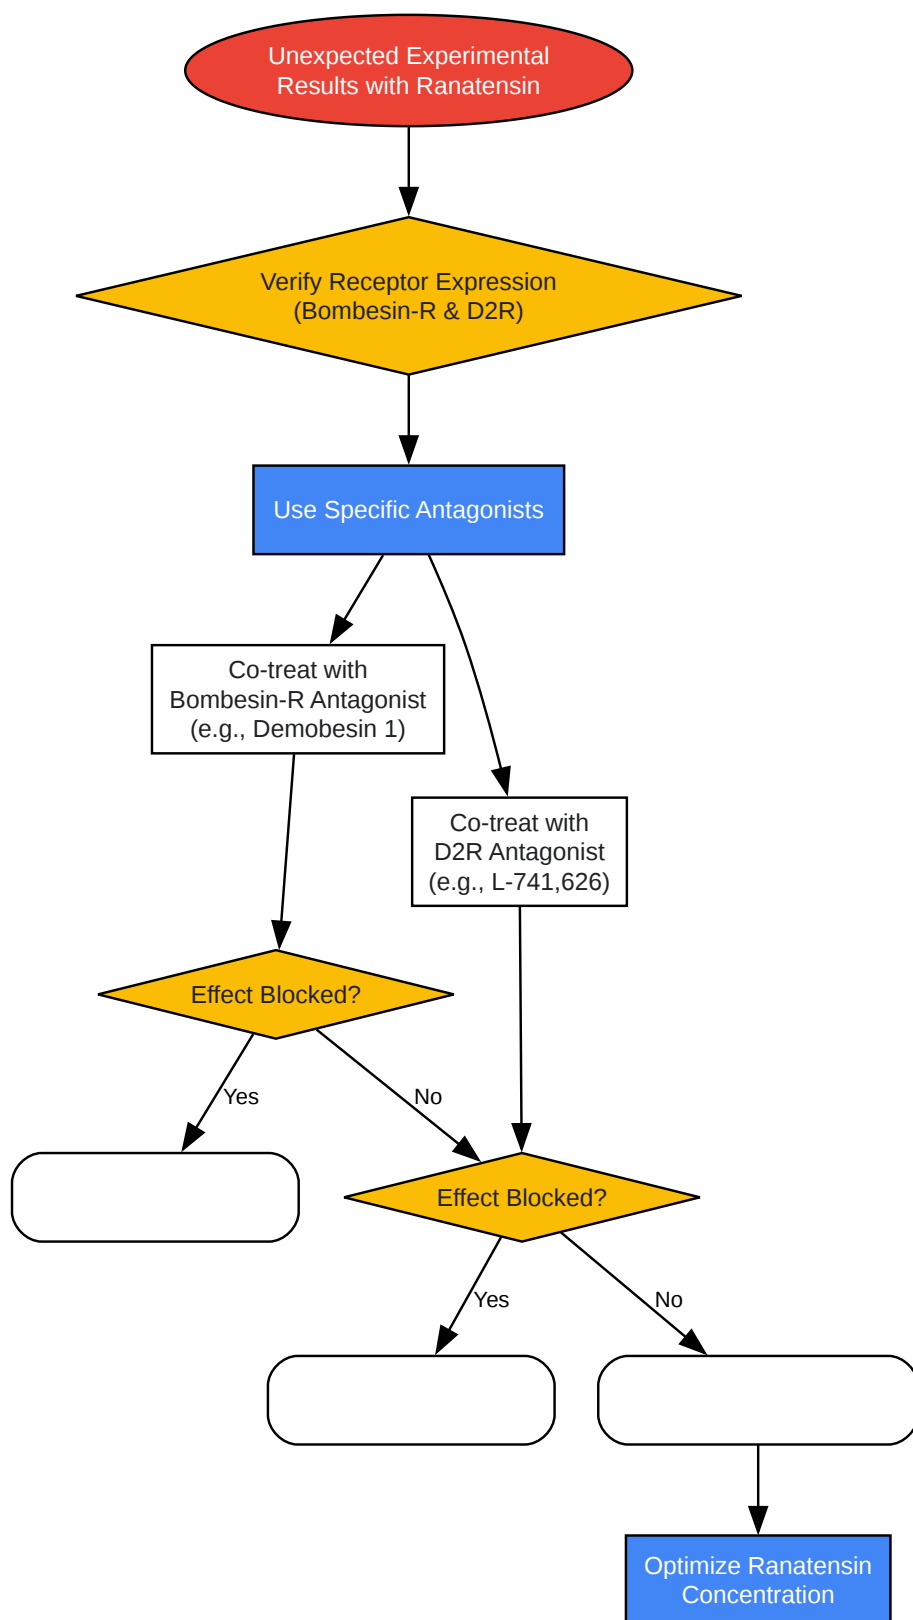 Unexpected Experimental
Results with Ranatensin
Verify Receptor Expression
(Bombesin-R & D2R)
Use Specific Antagonists
Co-treat with
Bombesin-R Antagonist
(e.g., Demobesin 1)
Co-treat with
D2R Antagonist
(e.g., L-741,626)
Effect Blocked?
Yes
No
Effect Blocked?
Yes
No
Optimize Ranatensin
Concentration